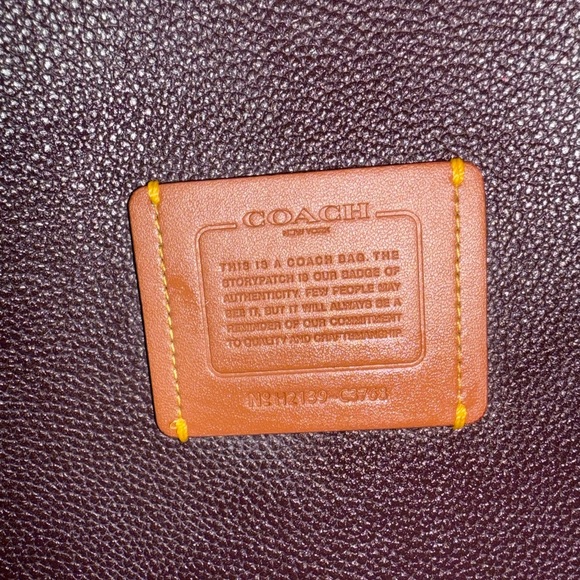 COACH
NEW YORK
THIS IS A COACH BAG. THE
STORYPATCH IS OUR BADGE OF
AUTHENTICITY. FEW PEOPLE MAY
SEE IT, BUT IT WILL ALWAYS BE A
REMINDER OF OUR COMMITMENT
TO QUALITY AND CRAFTSMANSHIP